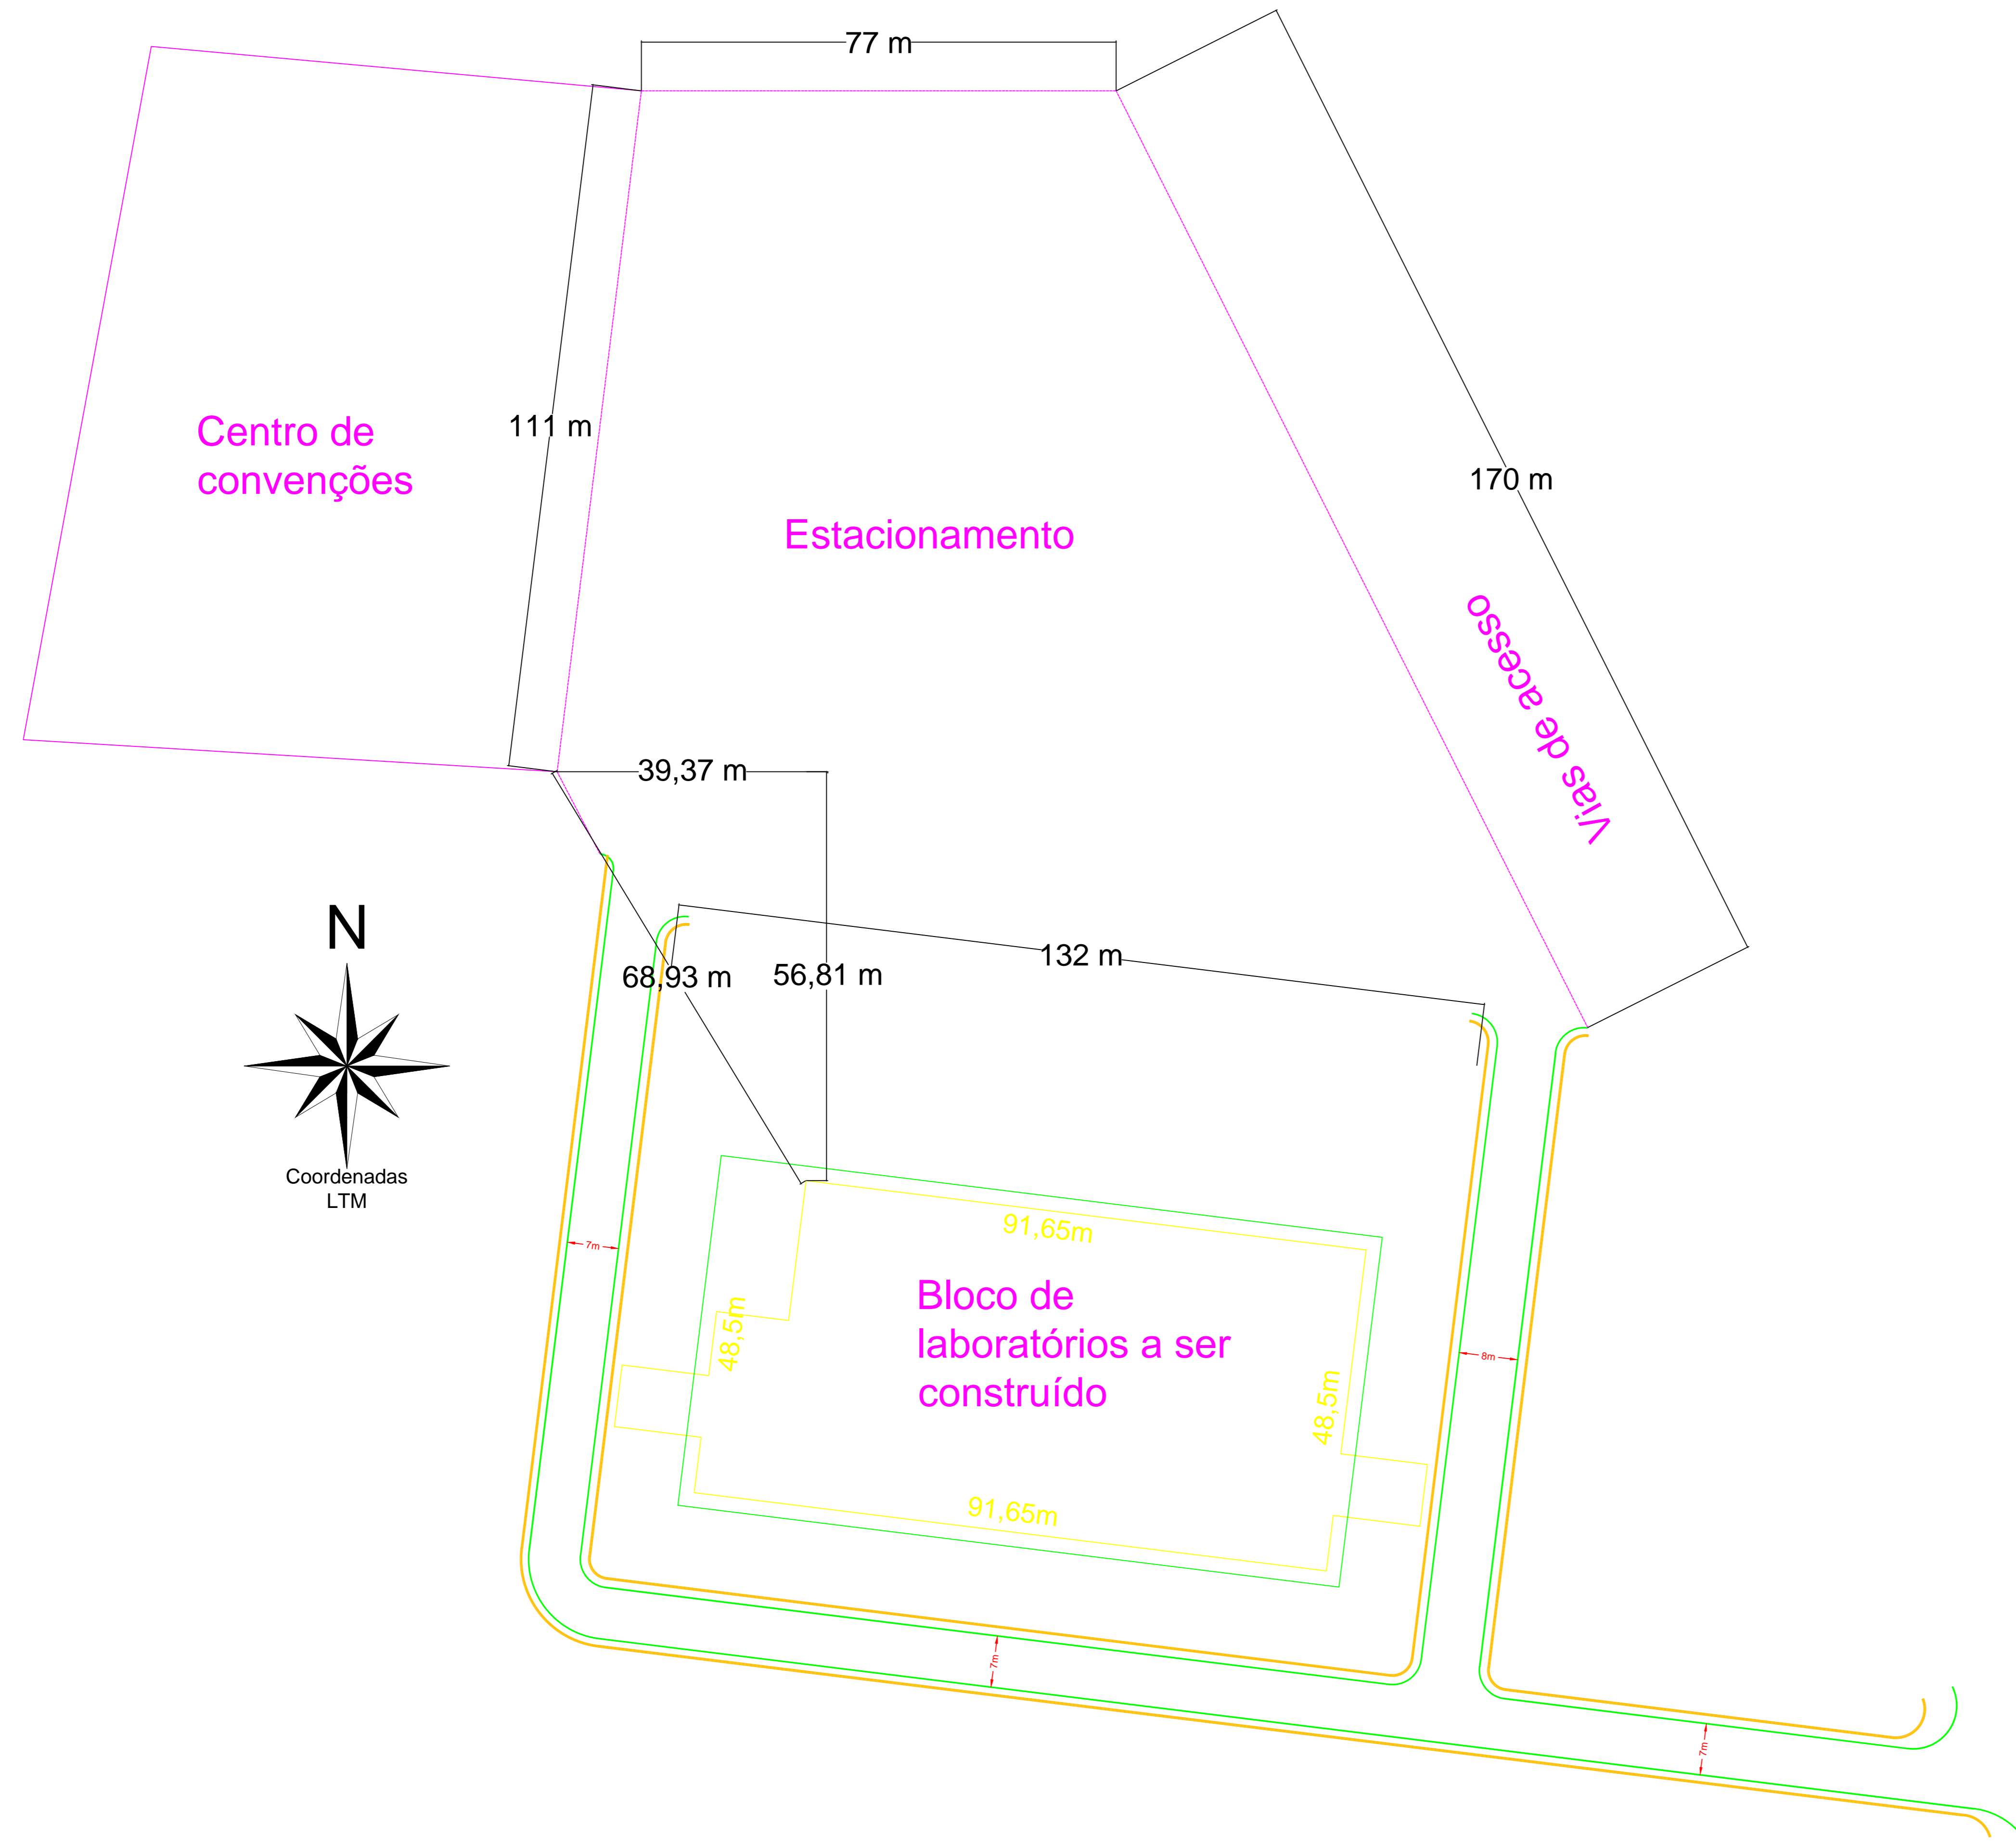 77 m
Centro de
convenções
111 m
170 m
Estacionamento
Vias de acesso
39,37 m
N
132 m
68,93 m
56,81 m
Coordenadas
LTM
91,65m
7m
Bloco de
laboratórios a ser
construído
48,5m
8m
48,5m
91,65m
7m
7m